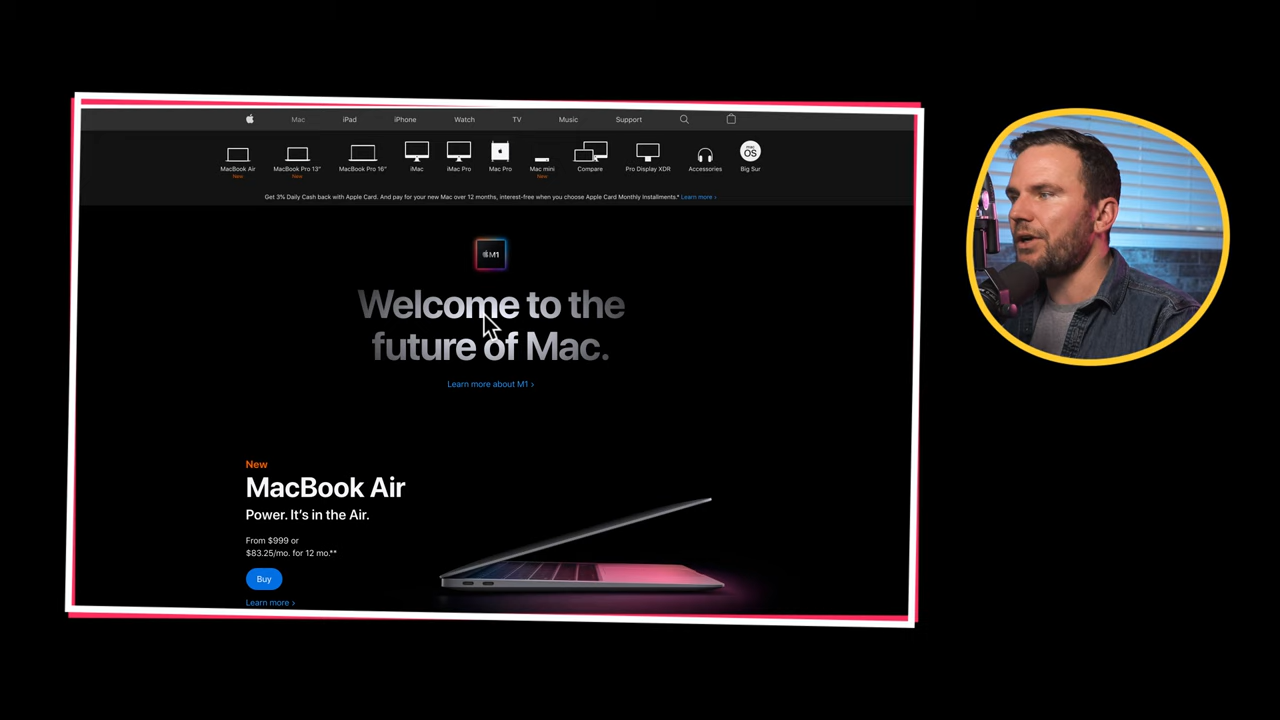 Mac iPad iPhone Watch TV Music Support
MacBook Air MacBook Pro 13" MacBook Pro 16" iMac iMac Pro Mac Pro Mac mini Compare Pro Display XDR Accessories macOS Big Sur
New New New
Get 3% Daily Cash back with Apple Card. And pay for your new Mac over 12 months, interest-free when you choose Apple Card Monthly Installments.* Learn more >
M1
Welcome to the
future of Mac.
Learn more about M1 >
New
MacBook Air
Power. It’s in the Air.
From $999 or
$83.25/mo. for 12 mo.**
Buy
Learn more >